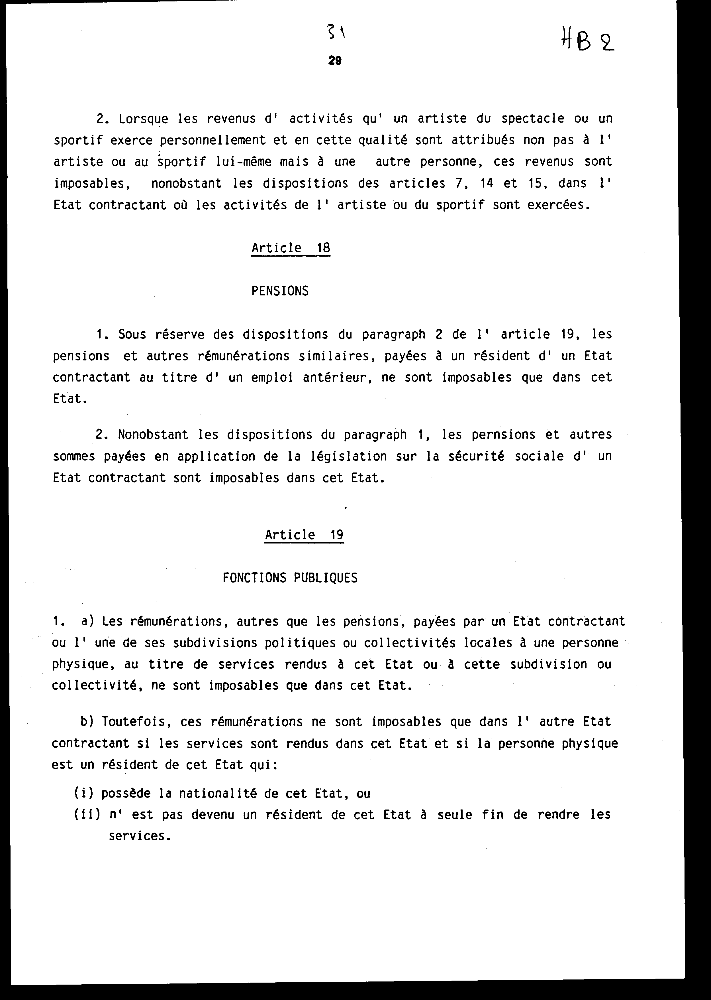 31
HB 2
29
2. Lorsque les revenus d' activités qu' un artiste du spectacle ou un
sportif exerce personnellement et en cette qualité sont attribués non pas à l'
artiste ou au sportif lui-même mais à une autre personne, ces revenus sont
imposables, nonobstant les dispositions des articles 7, 14 et 15, dans l'
Etat contractant où les activités de l' artiste ou du sportif sont exercées.
Article 18
PENSIONS
1. Sous réserve des dispositions du paragraph 2 de l' article 19, les
pensions et autres rémunérations similaires, payées à un résident d' un Etat
contractant au titre d' un emploi antérieur, ne sont imposables que dans cet
Etat.
2. Nonobstant les dispositions du paragraph 1, les pernsions et autres
sommes payées en application de la législation sur la sécurité sociale d' un
Etat contractant sont imposables dans cet Etat.
Article 19
FONCTIONS PUBLIQUES
1. a) Les rémunérations, autres que les pensions, payées par un Etat contractant
ou l' une de ses subdivisions politiques ou collectivités locales à une personne
physique, au titre de services rendus à cet Etat ou à cette subdivision ou
collectivité, ne sont imposables que dans cet Etat.
b) Toutefois, ces rémunérations ne sont imposables que dans l' autre Etat
contractant si les services sont rendus dans cet Etat et si la personne physique
est un résident de cet Etat qui:
(i) possède la nationalité de cet Etat, ou
(ii) n' est pas devenu un résident de cet Etat à seule fin de rendre les
services.